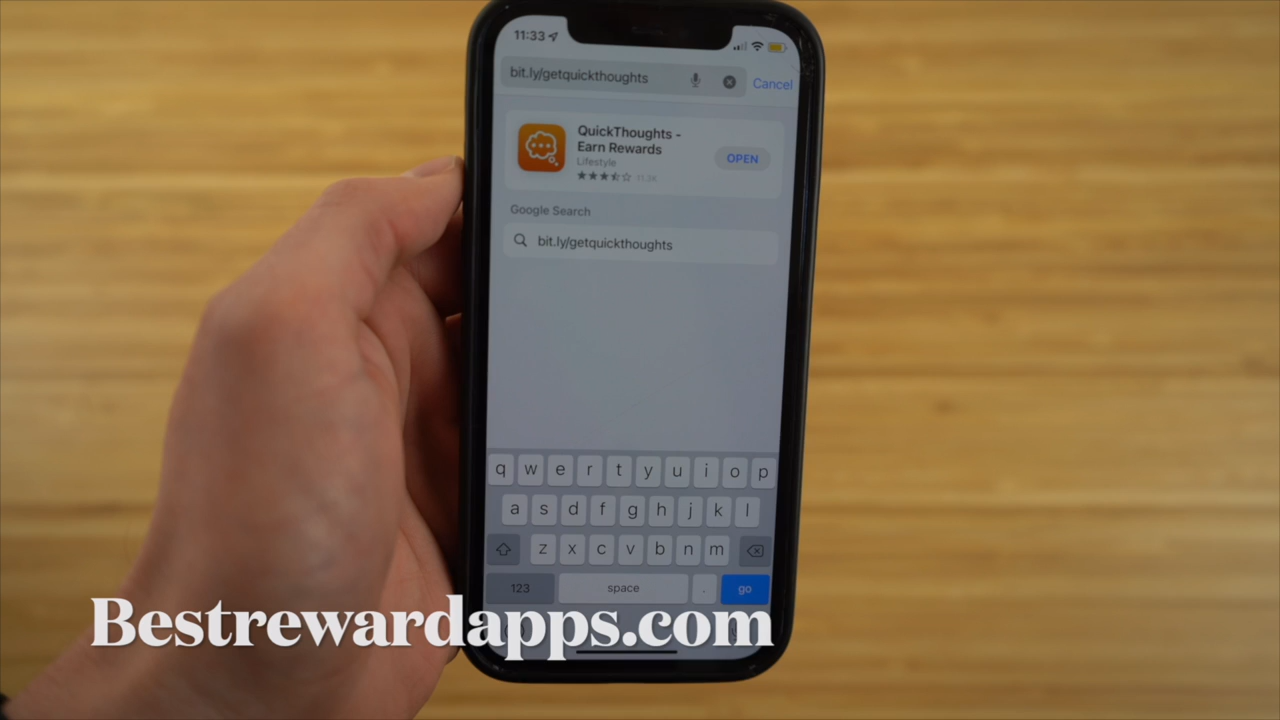 11:33
bit.ly/getquickthoughts
Cancel
QuickThoughts -
Earn Rewards
Lifestyle
11.3K
OPEN
Google Search
bit.ly/getquickthoughts
q w e r t y u i o p
a s d f g h j k l
z x c v b n m
123 space . go
Bestrewardapps.com